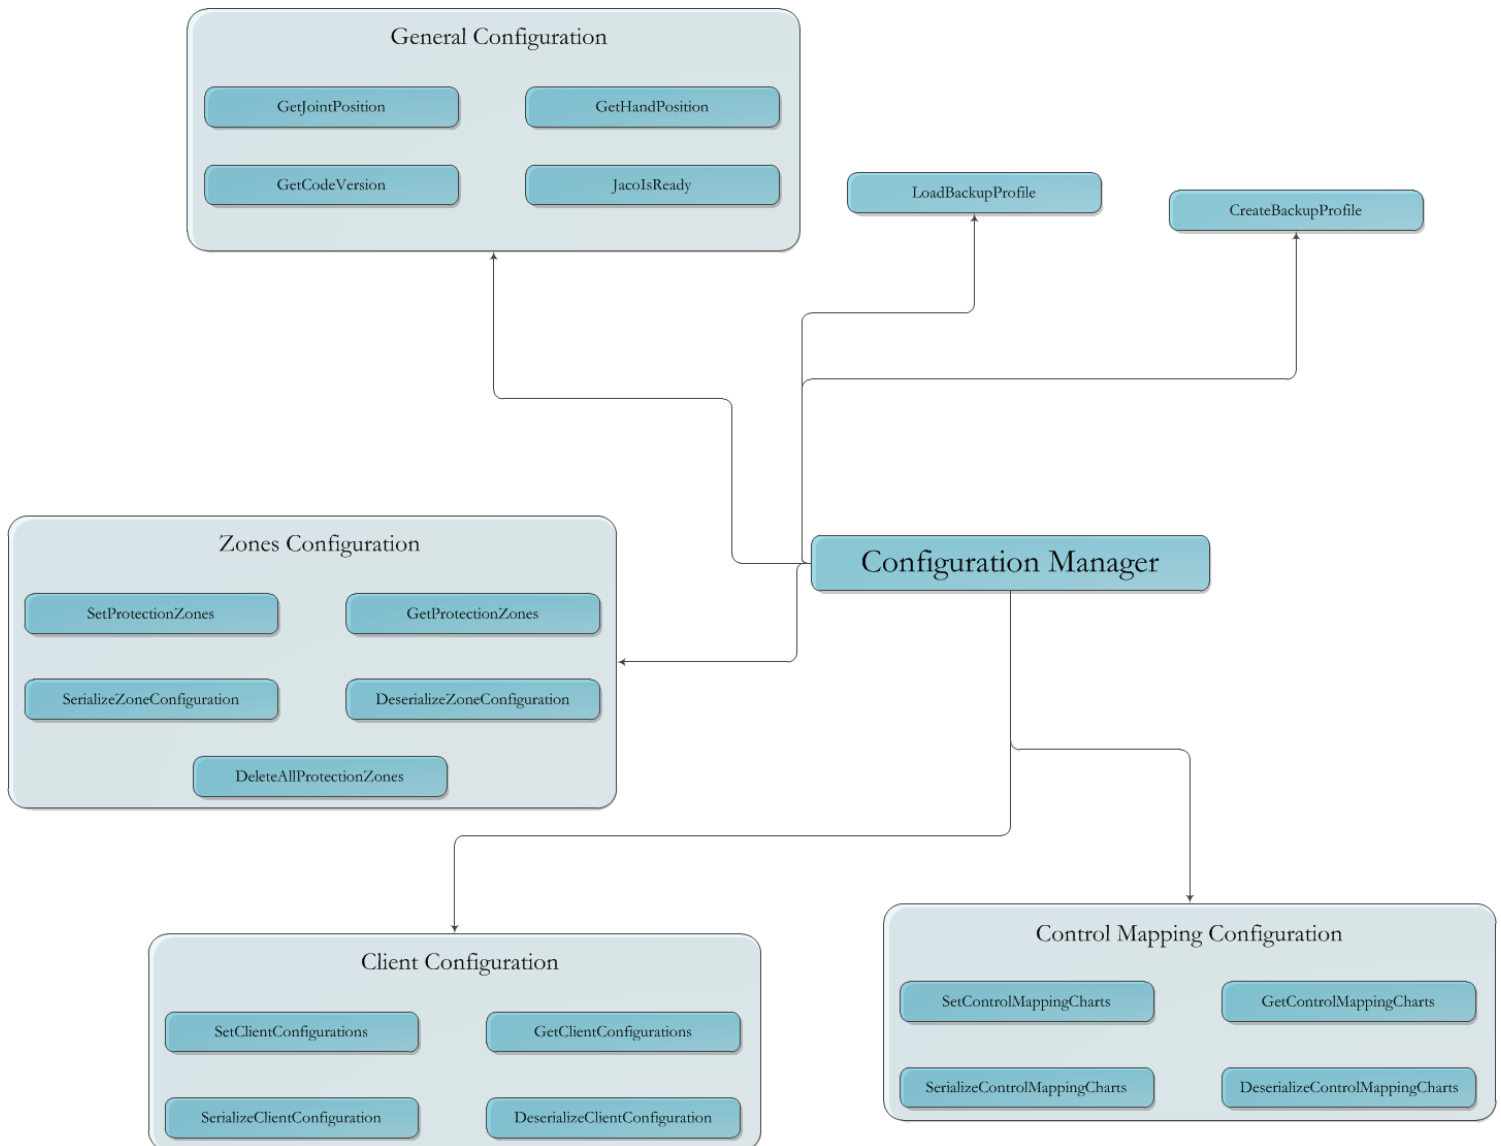 General Configuration
GetJointPosition
GetHandPosition
GetCodeVersion
JacoIsReady
LoadBackupProfile
CreateBackupProfile
Zones Configuration
SetProtectionZones
GetProtectionZones
SerializeZoneConfiguration
DeserializeZoneConfiguration
DeleteAllProtectionZones
Configuration Manager
Client Configuration
SetClientConfigurations
GetClientConfigurations
SerializeClientConfiguration
DeserializeClientConfiguration
Control Mapping Configuration
SetControlMappingCharts
GetControlMappingCharts
SerializeControlMappingCharts
DeserializeControlMappingCharts